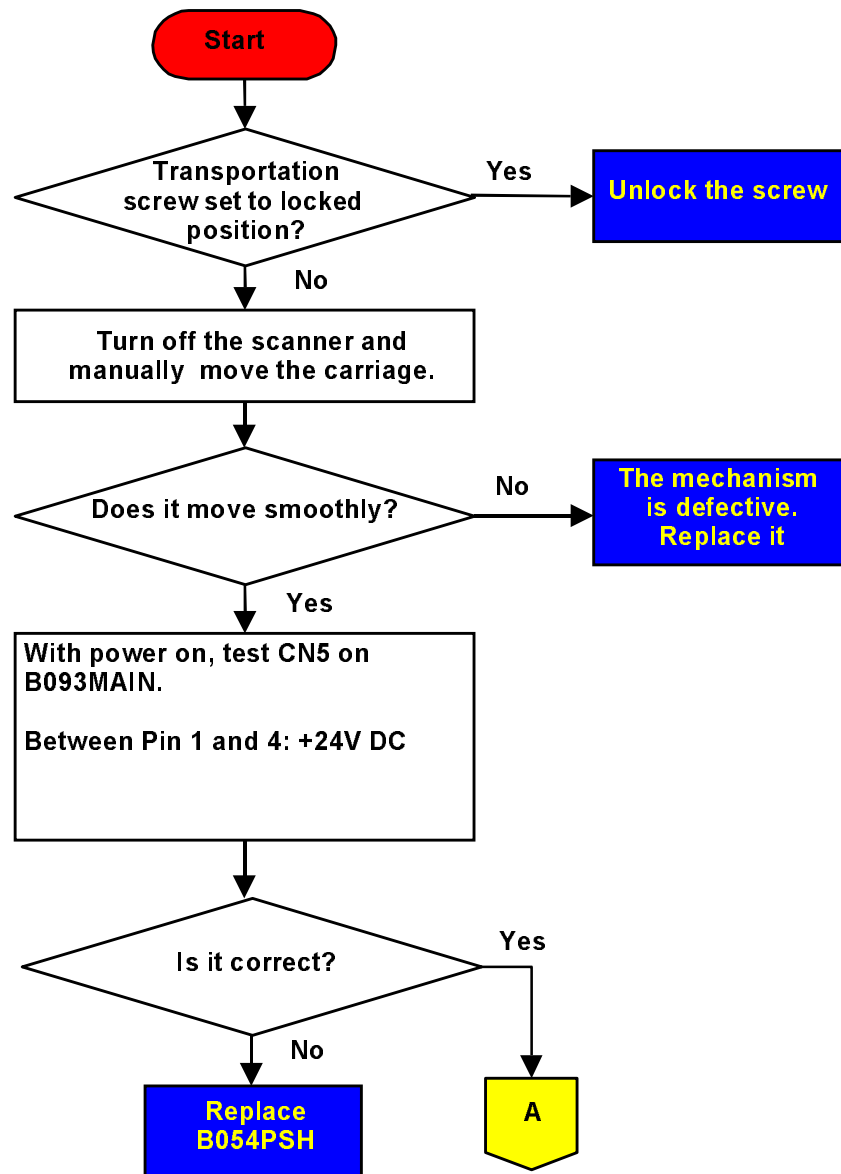 Start
Transportation
screw set to locked
position?
Yes
Unlock the screw
No
Turn off the scanner and
manually move the carriage.
Does it move smoothly?
No
The mechanism
is defective.
Replace it
Yes
With power on, test CN5 on
B093MAIN.
Between Pin 1 and 4: +24V DC
Is it correct?
Yes
No
Replace
B054PSH
A